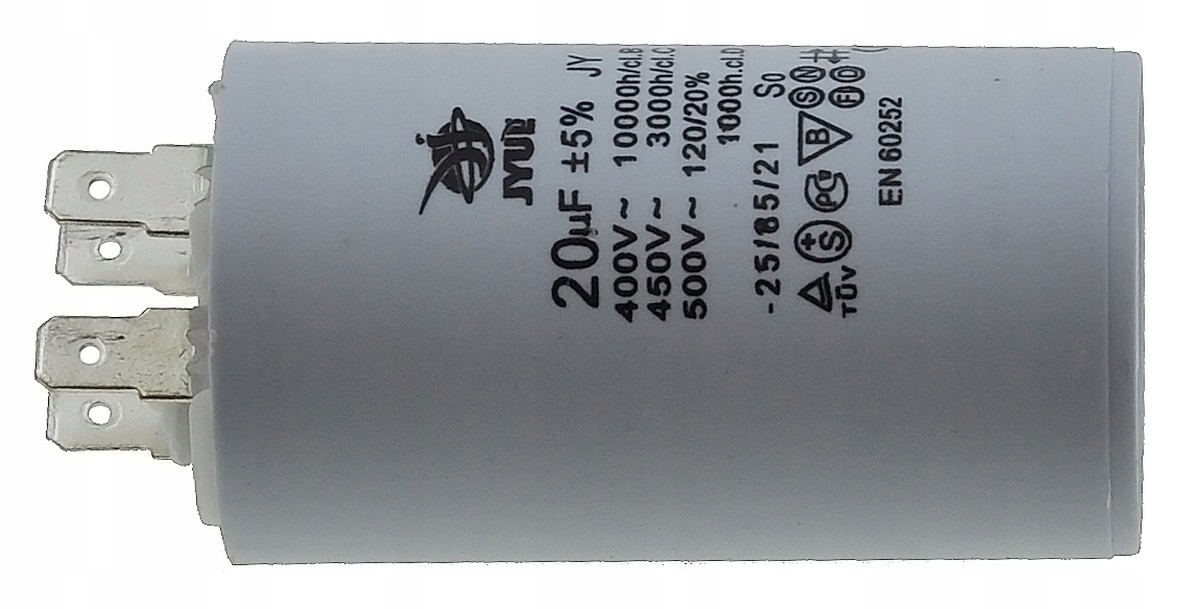 JYUE
20µF ±5% JY
400V~ 10000h/cl.B
450V~ 3000h/cl.C
500V~ 120/20%
1000h.cl.D
-25/85/21 S0
TÜV S B S N
FI D
EN 60252